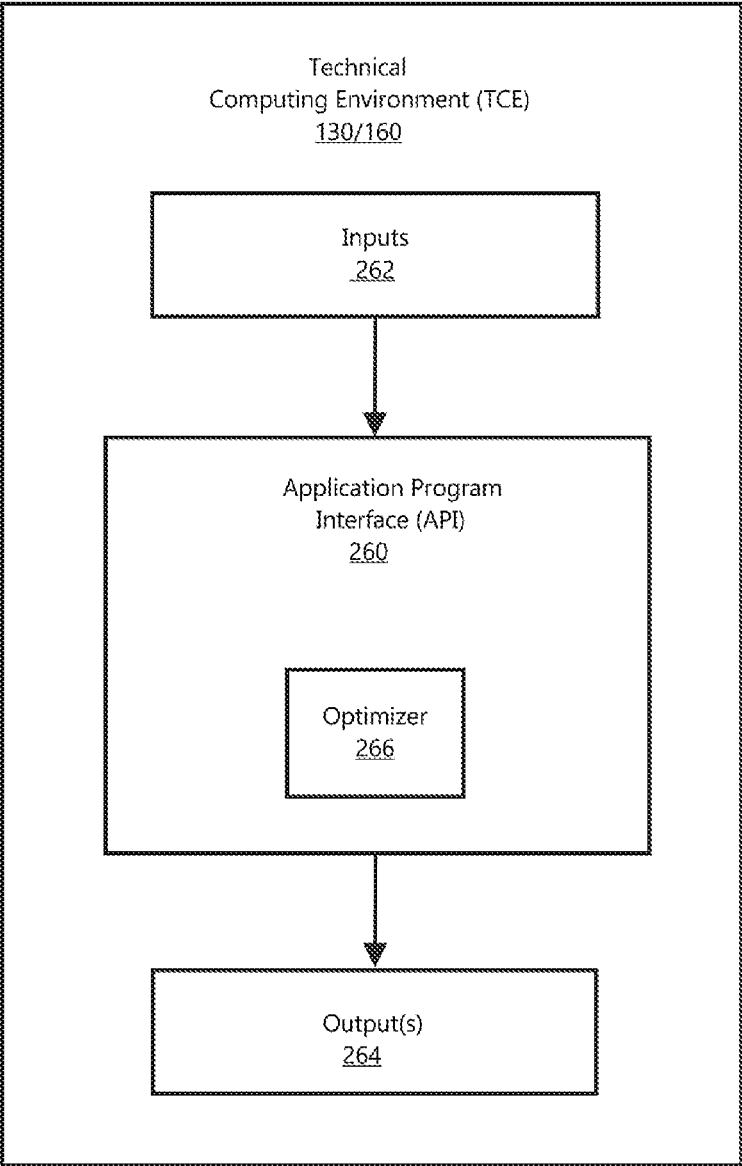 Technical
Computing Environment (TCE)
130/160
Inputs
262
Application Program
Interface (API)
260
Optimizer
266
Output(s)
264